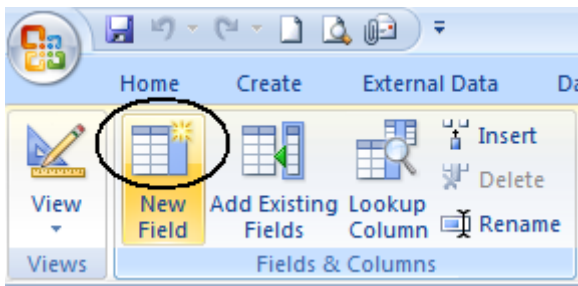 Home Create External Data Da
View
New Field
Add Existing Fields
Lookup Column
Insert
Delete
Rename
Views
Fields & Columns